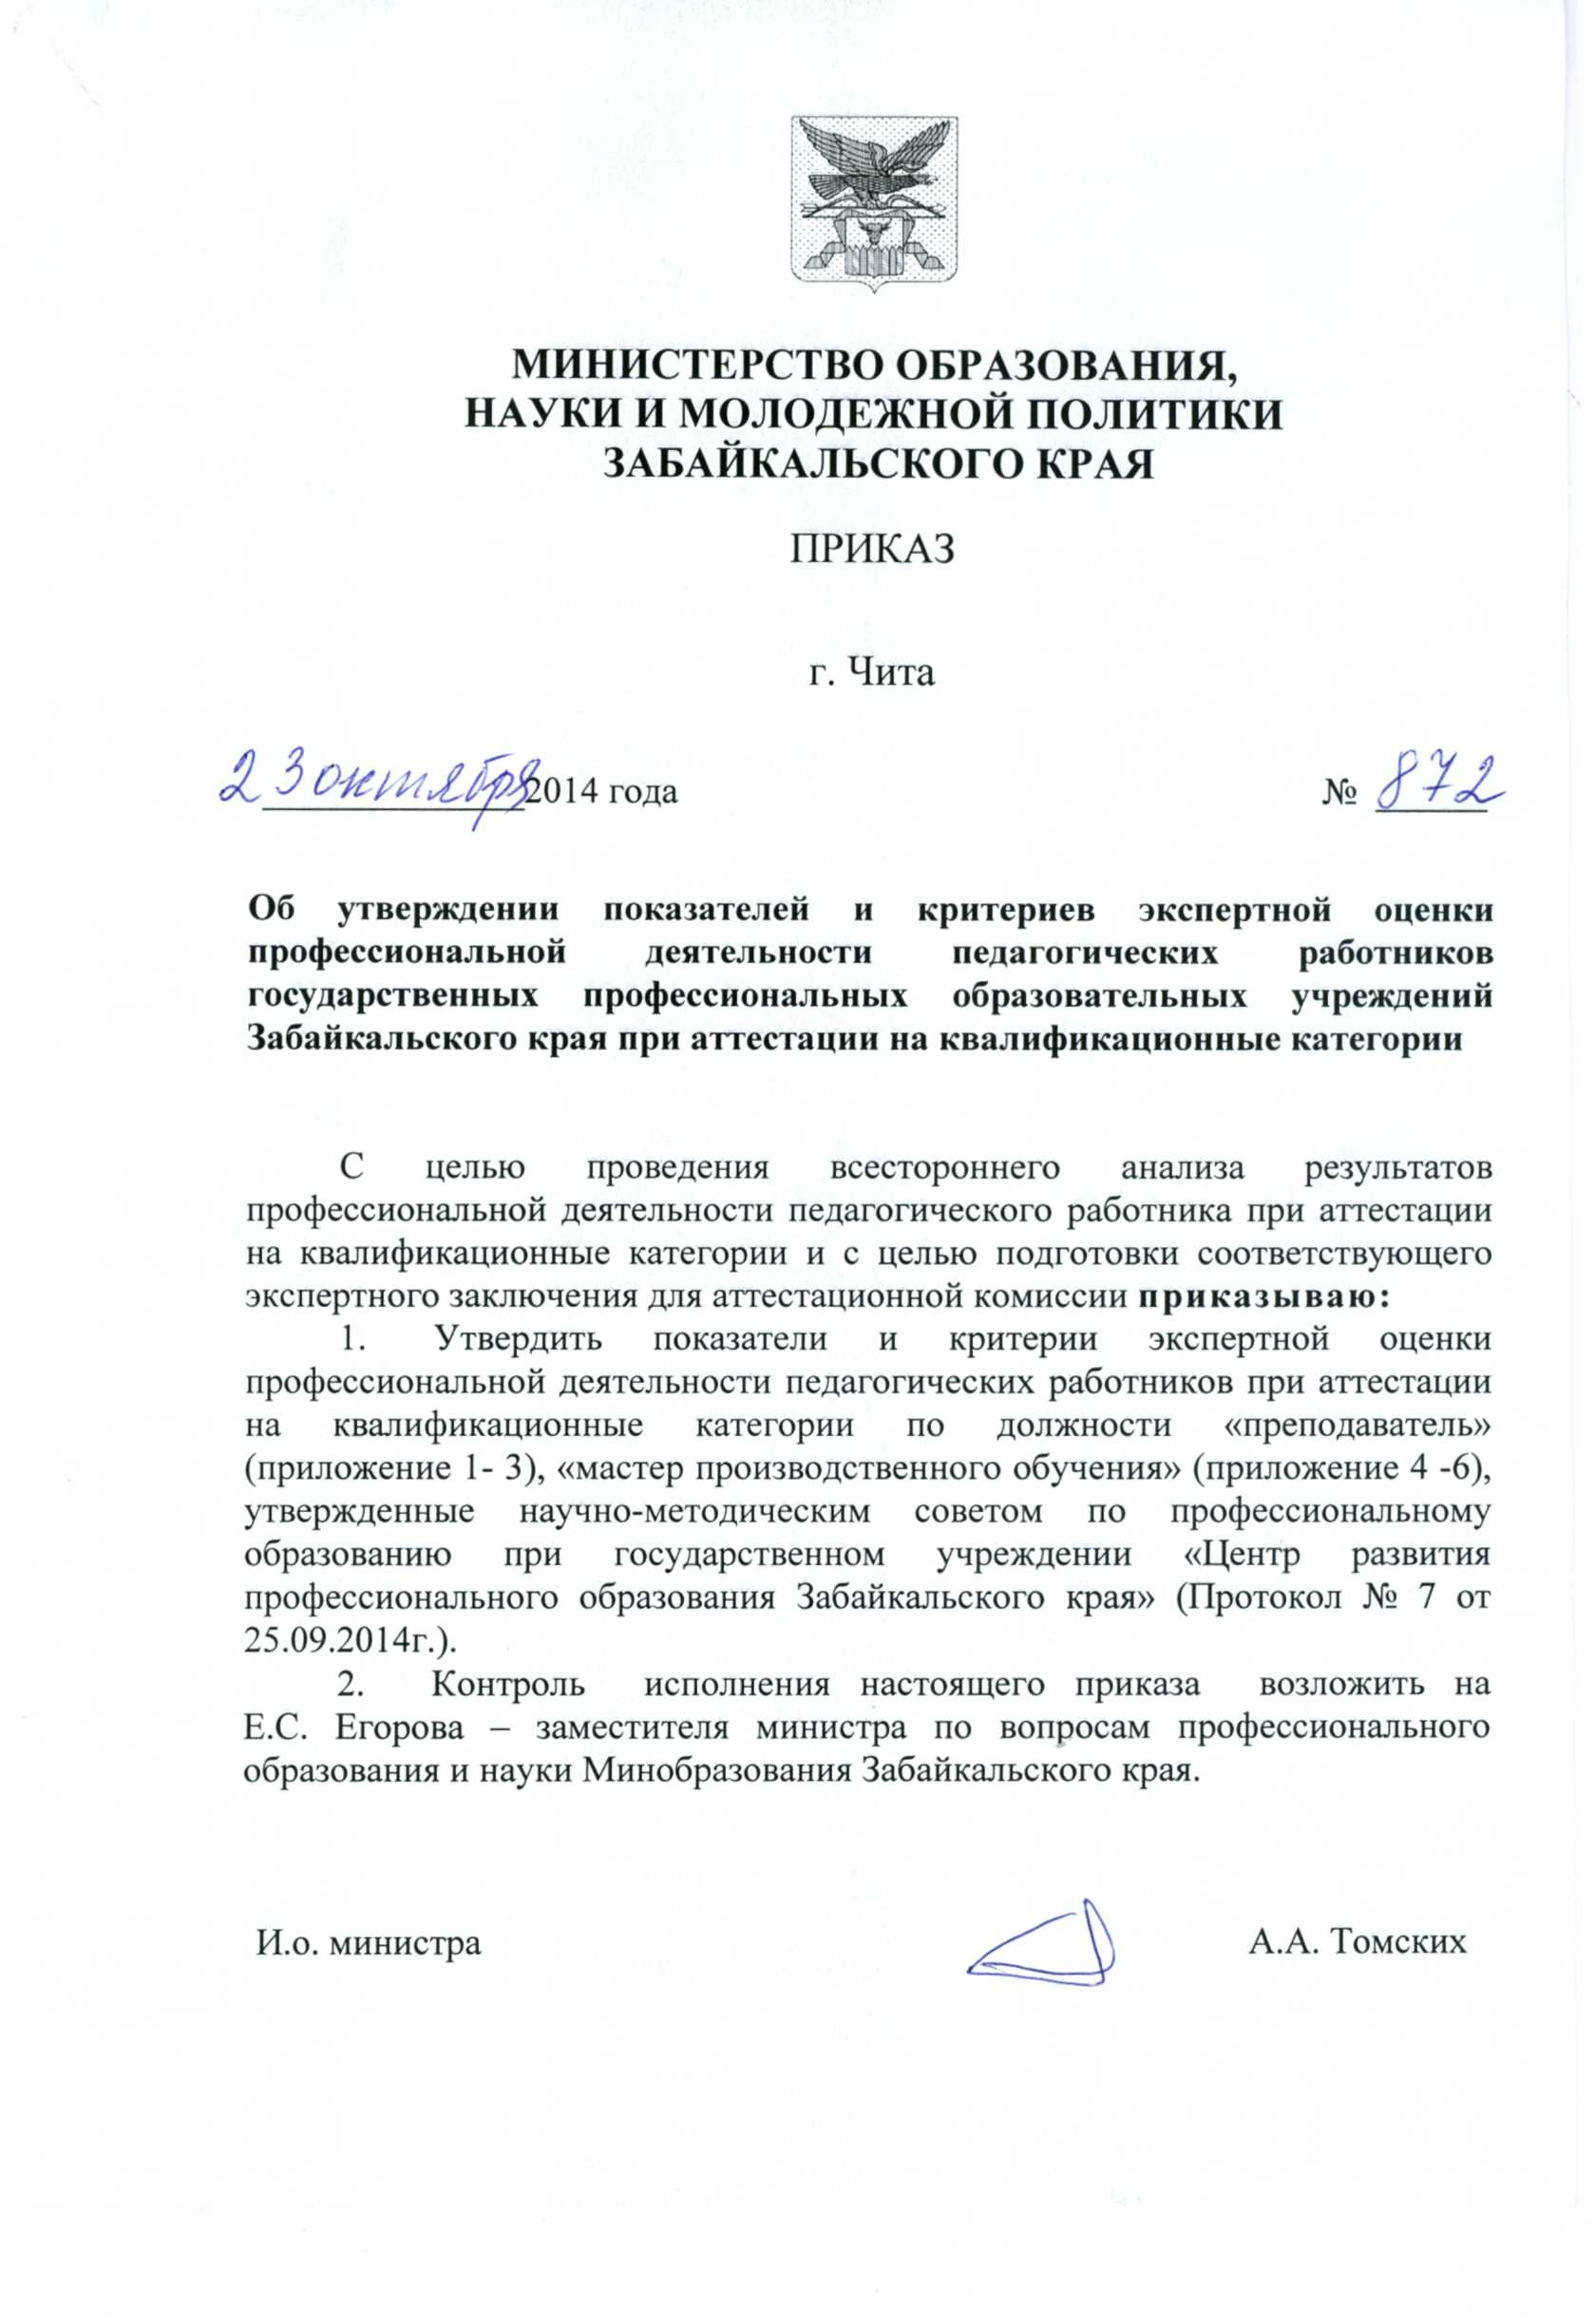 МИНИСТЕРСТВО ОБРАЗОВАНИЯ,
НАУКИ И МОЛОДЕЖНОЙ ПОЛИТИКИ
ЗАБАЙКАЛЬСКОГО КРАЯ
ПРИКАЗ
г. Чита
23 октября 2014 года № 872
Об утверждении показателей и критериев экспертной оценки
профессиональной деятельности педагогических работников
государственных профессиональных образовательных учреждений
Забайкальского края при аттестации на квалификационные категории
С целью проведения всестороннего анализа результатов
профессиональной деятельности педагогического работника при аттестации
на квалификационные категории и с целью подготовки соответствующего
экспертного заключения для аттестационной комиссии приказываю:
1. Утвердить показатели и критерии экспертной оценки
профессиональной деятельности педагогических работников при аттестации
на квалификационные категории по должности «преподаватель»
(приложение 1- 3), «мастер производственного обучения» (приложение 4 -6),
утвержденные научно-методическим советом по профессиональному
образованию при государственном учреждении «Центр развития
профессионального образования Забайкальского края» (Протокол № 7 от
25.09.2014г.).
2. Контроль исполнения настоящего приказа возложить на
Е.С. Егорова – заместителя министра по вопросам профессионального
образования и науки Минобразования Забайкальского края.
И.о. министра А.А. Томских